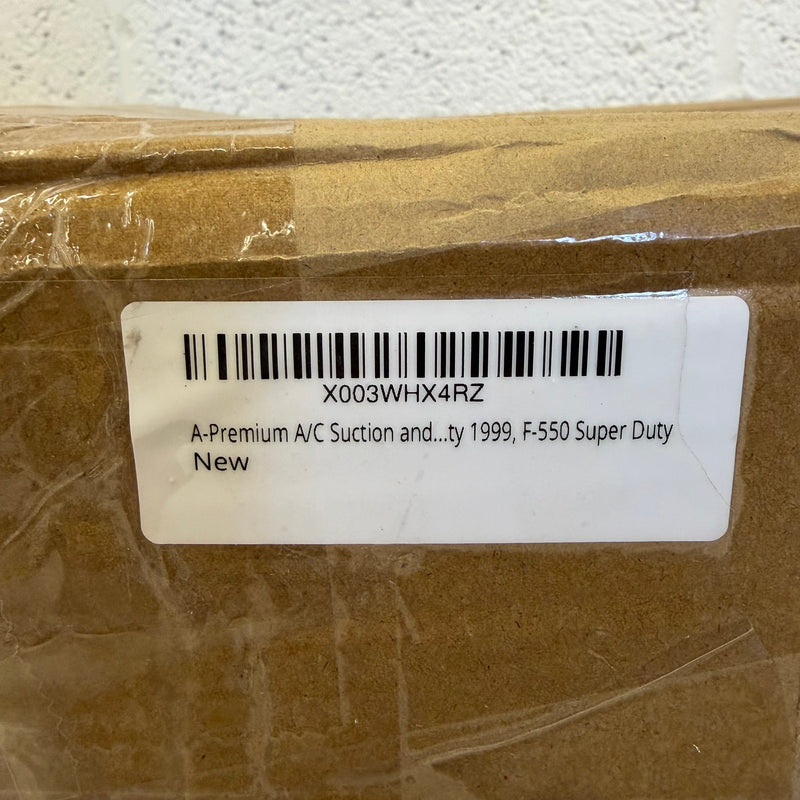 X003WHX4RZ
A-Premium A/C Suction and...ty 1999, F-550 Super Duty
New